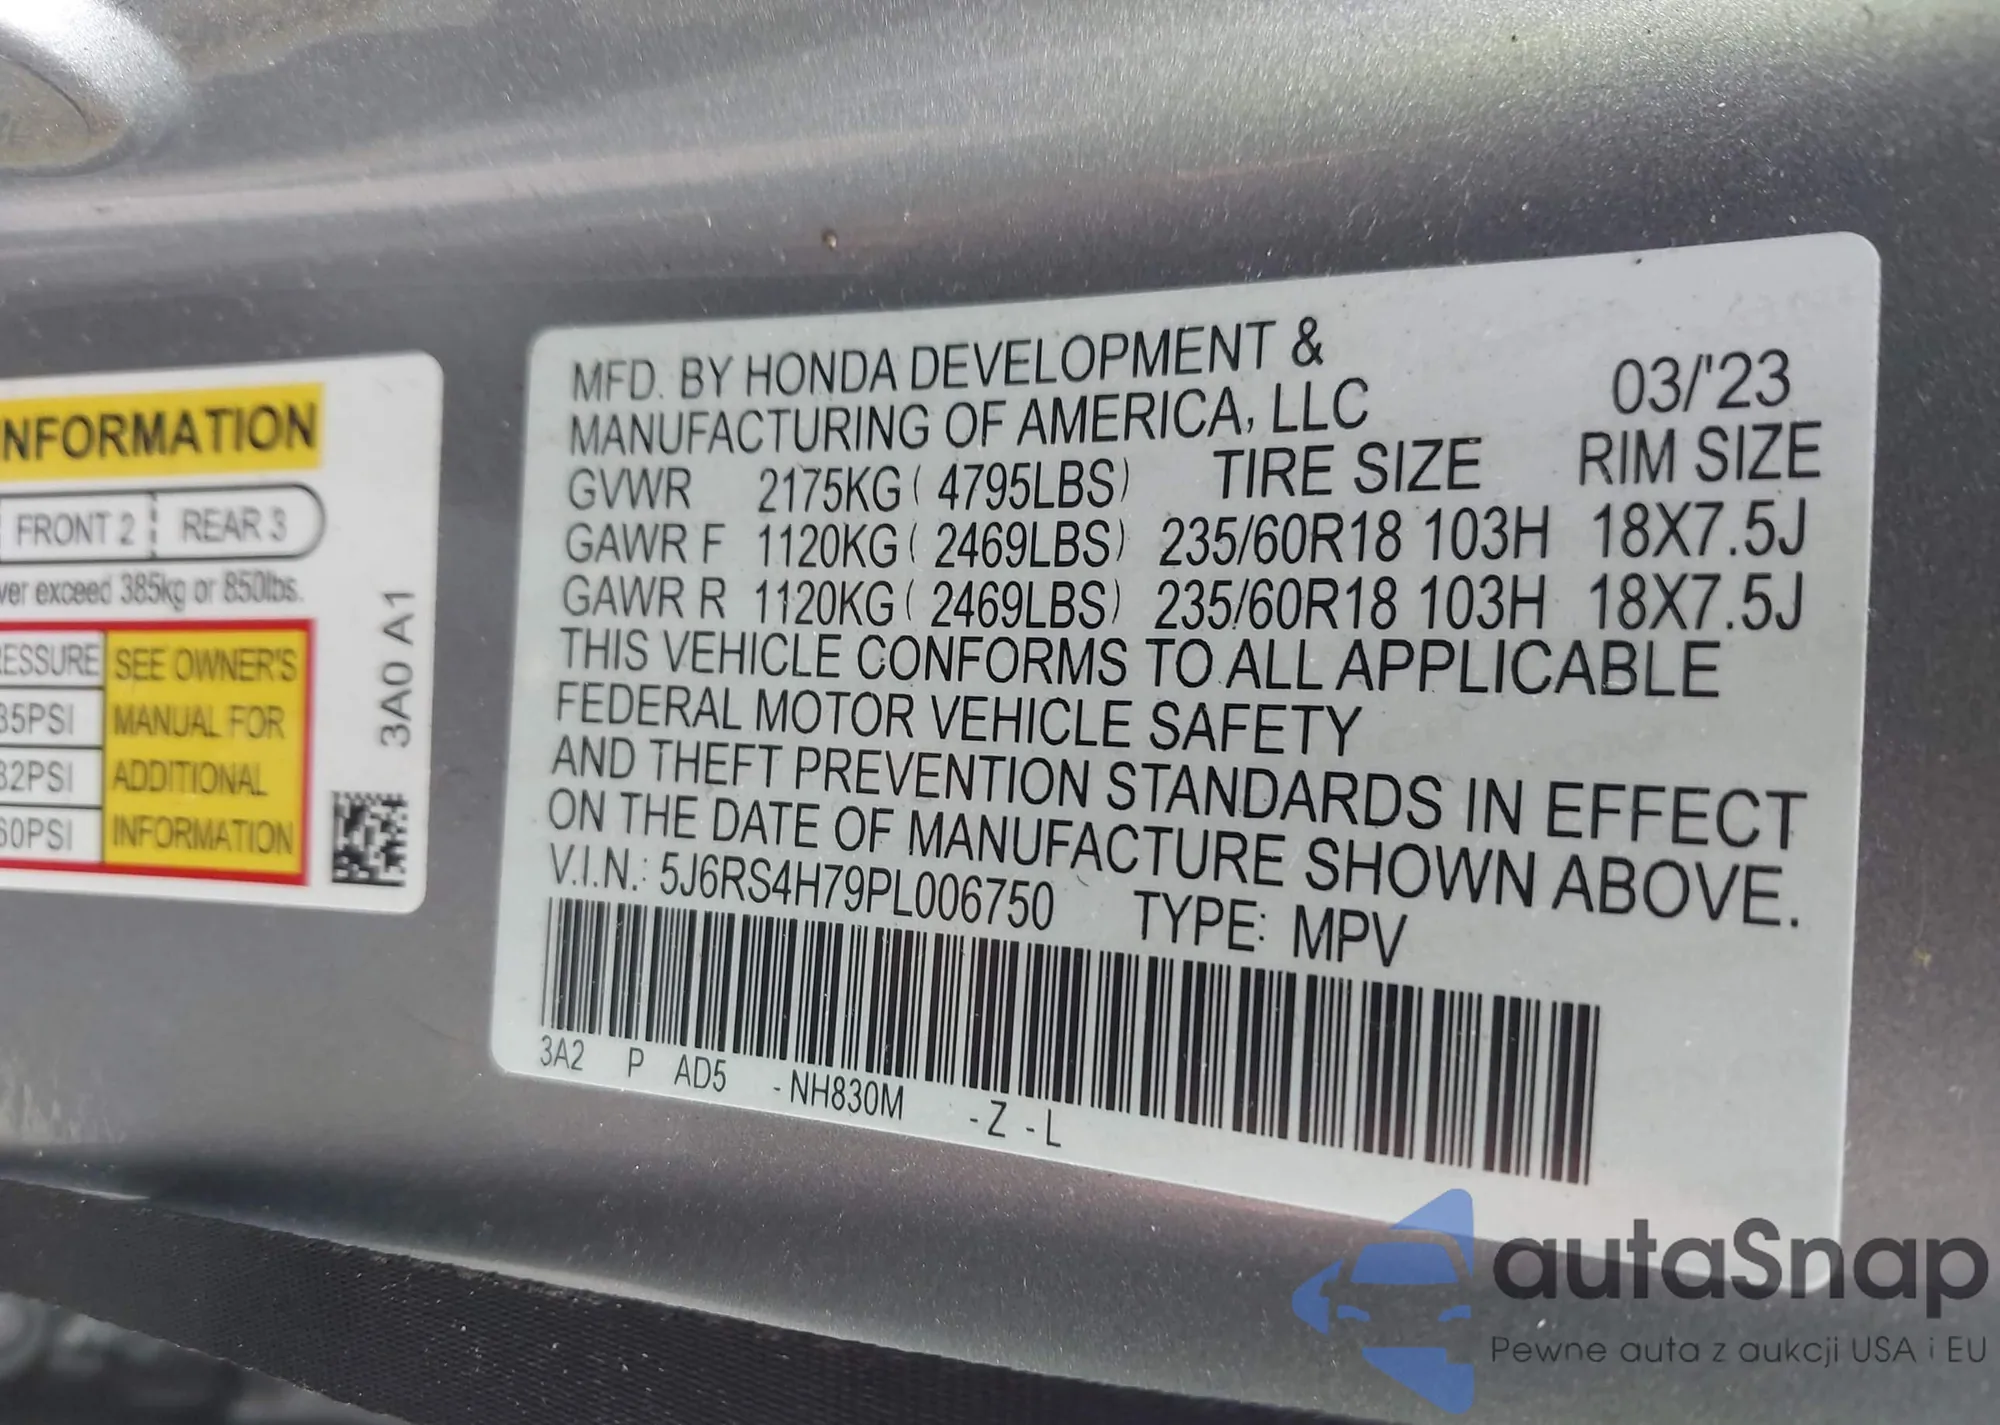 NFORMATION
FRONT 2 REAR 3
ver exceed 385kg or 850lbs.
RESSURE SEE OWNER'S
35PSI MANUAL FOR
32PSI ADDITIONAL
60PSI INFORMATION
3A0 A1
MFD. BY HONDA DEVELOPMENT &
MANUFACTURING OF AMERICA, LLC 03/'23
GVWR 2175KG ( 4795LBS) TIRE SIZE RIM SIZE
GAWR F 1120KG ( 2469LBS) 235/60R18 103H 18X7.5J
GAWR R 1120KG ( 2469LBS) 235/60R18 103H 18X7.5J
THIS VEHICLE CONFORMS TO ALL APPLICABLE
FEDERAL MOTOR VEHICLE SAFETY
AND THEFT PREVENTION STANDARDS IN EFFECT
ON THE DATE OF MANUFACTURE SHOWN ABOVE.
V.I.N.: 5J6RS4H79PL006750 TYPE: MPV
3A2 P AD5 -NH830M -Z -L
autaSnap
Pewne auta z aukcji USA i EU